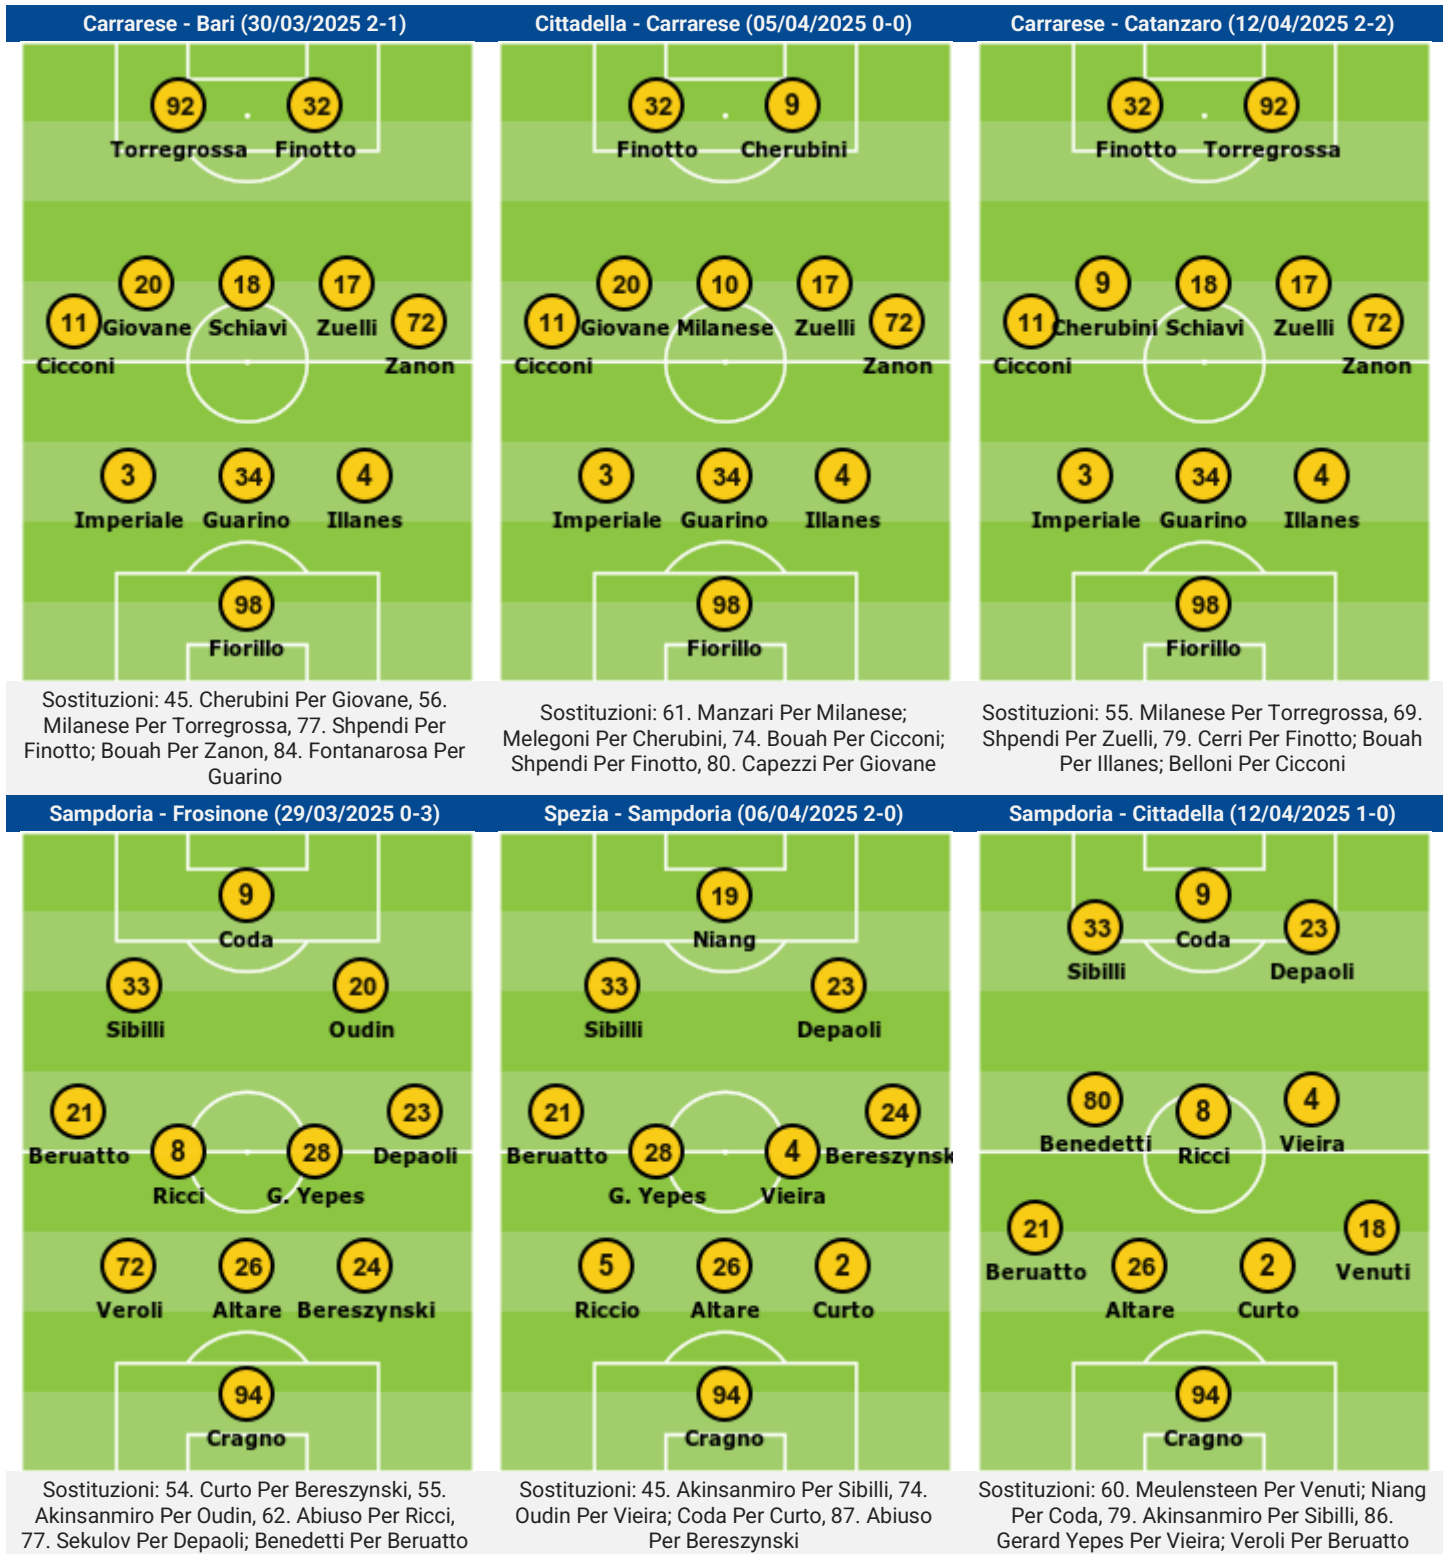 Carrarese - Bari (30/03/2025 2-1)
92 32
Torregrossa Finotto
20 18 17
11 72
Giovane Schiavi Zuelli
Cicconi Zanon
3 34 4
Imperiale Guarino Illanes
98
Fiorillo
Sostituzioni: 45. Cherubini Per Giovane, 56.
Milanese Per Torregrossa, 77. Shpendi Per
Finotto; Bouah Per Zanon, 84. Fontanarosa Per
Guarino
Cittadella - Carrarese (05/04/2025 0-0)
32 9
Finotto Cherubini
20 10 17
11 72
Giovane Milanese Zuelli
Cicconi Zanon
3 34 4
Imperiale Guarino Illanes
98
Fiorillo
Sostituzioni: 61. Manzari Per Milanese;
Melegoni Per Cherubini, 74. Bouah Per Cicconi;
Shpendi Per Finotto, 80. Capezzi Per Giovane
Carrarese - Catanzaro (12/04/2025 2-2)
32 92
Finotto Torregrossa
9 18 17
11 72
Cherubini Schiavi Zuelli
Cicconi Zanon
3 34 4
Imperiale Guarino Illanes
98
Fiorillo
Sostituzioni: 55. Milanese Per Torregrossa, 69.
Shpendi Per Zuelli, 79. Cerri Per Finotto; Bouah
Per Illanes; Belloni Per Cicconi
Sampdoria - Frosinone (29/03/2025 0-3)
9
Coda
33 20
Sibilli Oudin
21 23
8 28
Beruatto Depaoli
Ricci G. Yepes
72 26 24
Veroli Altare Bereszynski
94
Cragno
Sostituzioni: 54. Curto Per Bereszynski, 55.
Akinsanmiro Per Oudin, 62. Abiuso Per Ricci,
77. Sekulov Per Depaoli; Benedetti Per Beruatto
Spezia - Sampdoria (06/04/2025 2-0)
19
Niang
33 23
Sibilli Depaoli
21 24
28 4
Beruatto Bereszynsk
G. Yepes Vieira
5 26 2
Riccio Altare Curto
94
Cragno
Sostituzioni: 45. Akinsanmiro Per Sibilli, 74.
Oudin Per Vieira; Coda Per Curto, 87. Abiuso
Per Bereszynski
Sampdoria - Cittadella (12/04/2025 1-0)
9
33 23
Coda
Sibilli Depaoli
80 8 4
Benedetti Ricci Vieira
21 18
26 2
Beruatto Venuti
Altare Curto
94
Cragno
Sostituzioni: 60. Meulensteen Per Venuti; Niang
Per Coda, 79. Akinsanmiro Per Sibilli, 86.
Gerard Yepes Per Vieira; Veroli Per Beruatto